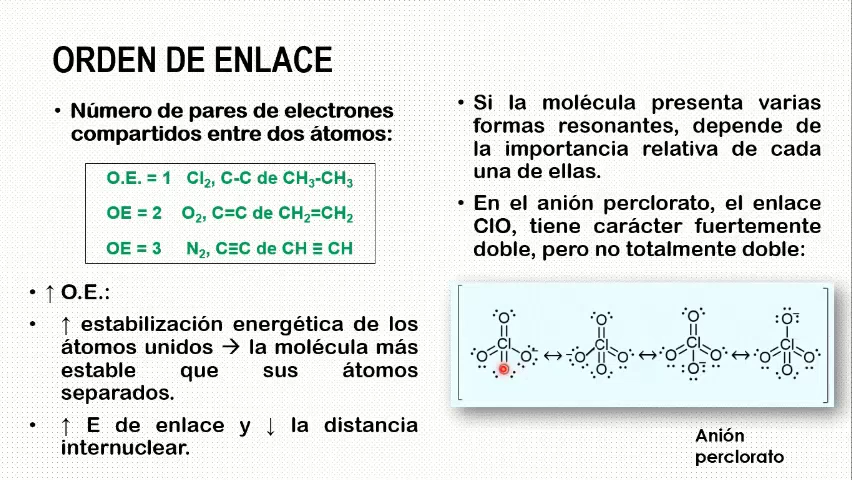 ORDEN DE ENLACE
• Número de pares de electrones
compartidos entre dos átomos:
O.E. = 1 Cl₂, C-C de CH₃-CH₃
OE = 2 O₂, C=C de CH₂=CH₂
OE = 3 N₂, C≡C de CH ≡ CH
• ↑ O.E.:
• ↑ estabilización energética de los
átomos unidos → la molécula más
estable que sus átomos
separados.
• ↑ E de enlace y ↓ la distancia
internuclear.
• Si la molécula presenta varias
formas resonantes, depende de
la importancia relativa de cada
una de ellas.
• En el anión perclorato, el enlace
ClO, tiene carácter fuertemente
doble, pero no totalmente doble:
O O O O
Cl ↔ Cl ↔ Cl ↔ Cl
O O O O O O O O
O O O O
Anión
perclorato